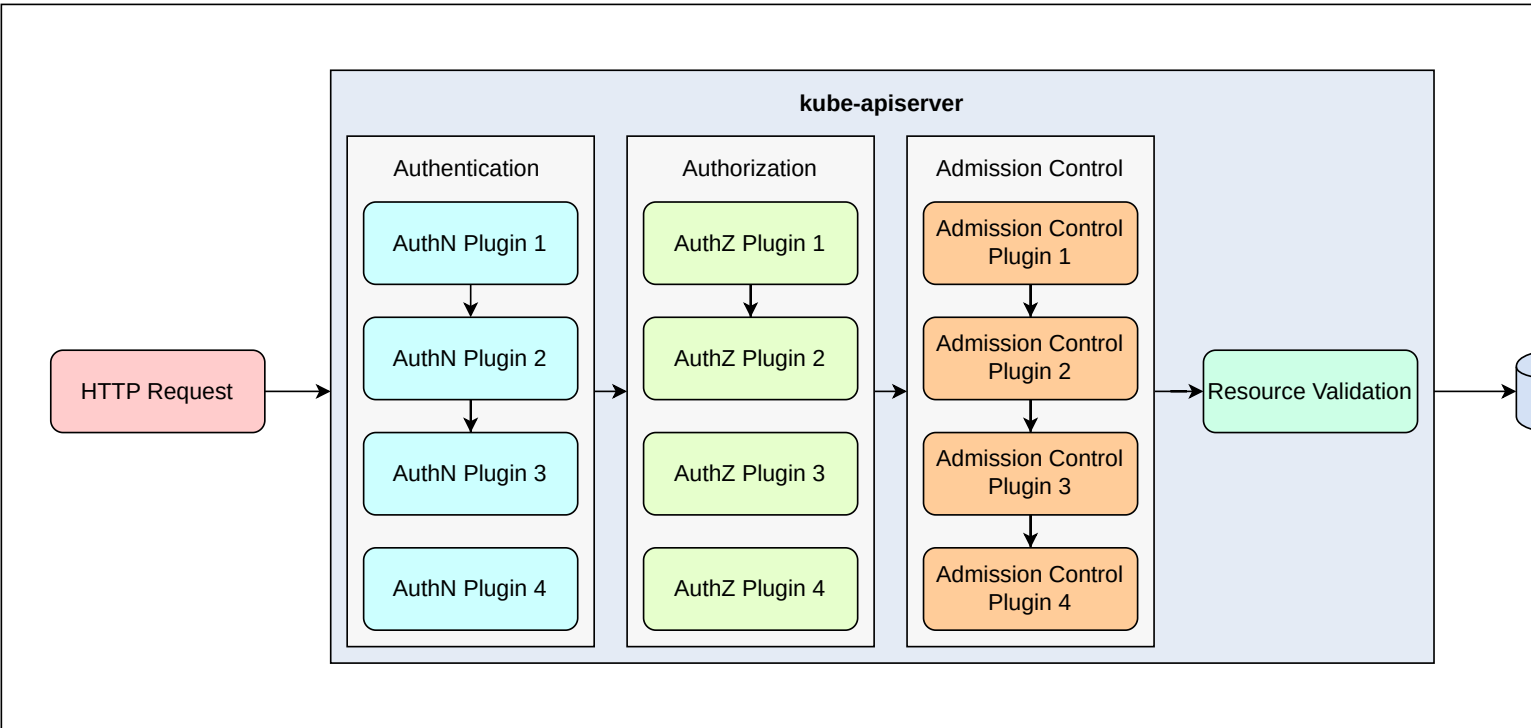 kube-apiserver
Authentication
AuthN Plugin 1
AuthN Plugin 2
AuthN Plugin 3
AuthN Plugin 4
Authorization
AuthZ Plugin 1
AuthZ Plugin 2
AuthZ Plugin 3
AuthZ Plugin 4
Admission Control
Admission Control
Plugin 1
Admission Control
Plugin 2
Admission Control
Plugin 3
Admission Control
Plugin 4
HTTP Request
Resource Validation